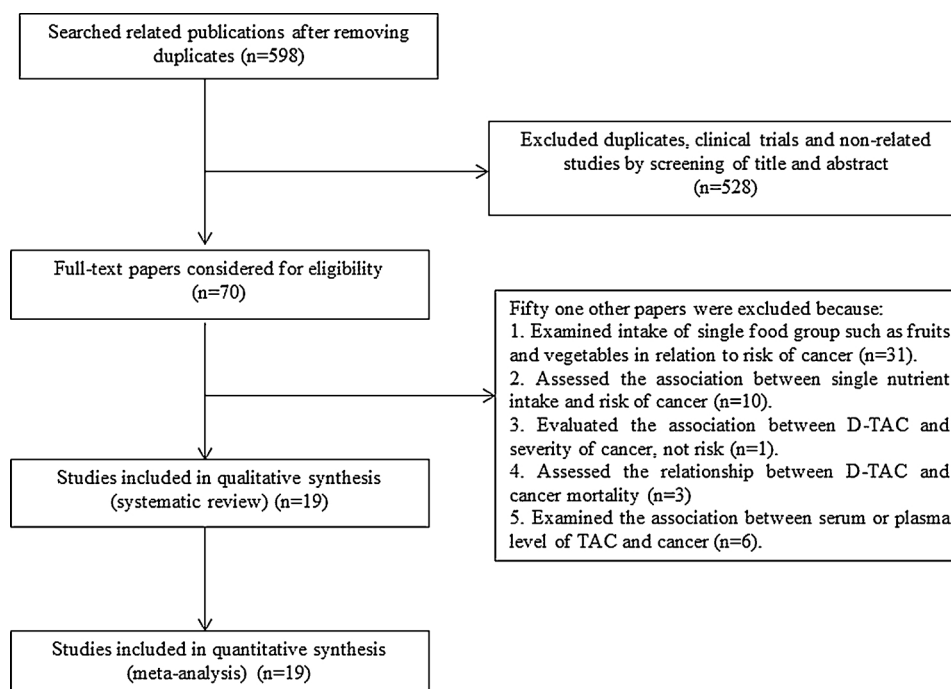 Searched related publications after removing
duplicates (n=598)
Excluded duplicates, clinical trials and non-related
studies by screening of title and abstract
(n=528)
Full-text papers considered for eligibility
(n=70)
Fifty one other papers were excluded because:
1. Examined intake of single food group such as fruits
and vegetables in relation to risk of cancer (n=31).
2. Assessed the association between single nutrient
intake and risk of cancer (n=10).
3. Evaluated the association between D-TAC and
severity of cancer, not risk (n=1).
4. Assessed the relationship between D-TAC and
cancer mortality (n=3)
5. Examined the association between serum or plasma
level of TAC and cancer (n=6).
Studies included in qualitative synthesis
(systematic review) (n=19)
Studies included in quantitative synthesis
(meta-analysis) (n=19)